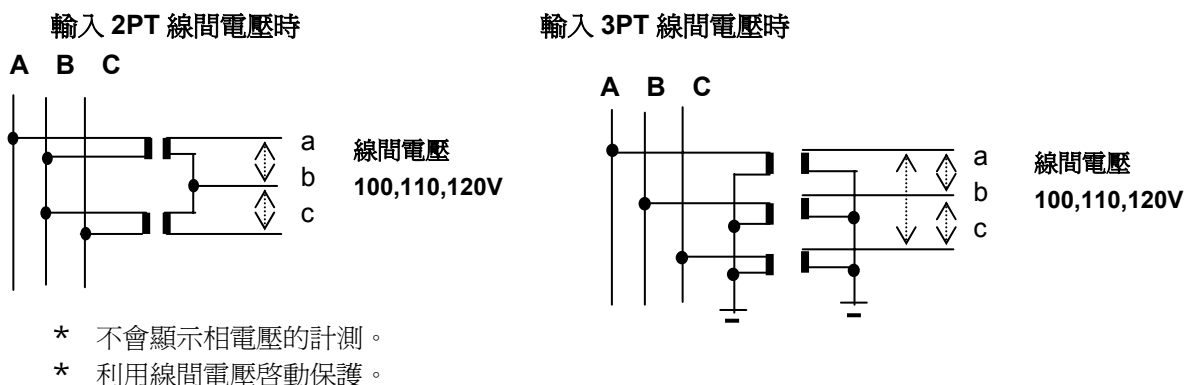 輸入 2PT 線間電壓時
A B C
a
b
c
線間電壓
100,110,120V
輸入 3PT 線間電壓時
A B C
a
b
c
線間電壓
100,110,120V
* 不會顯示相電壓的計測。
* 利用線間電壓啓動保護。